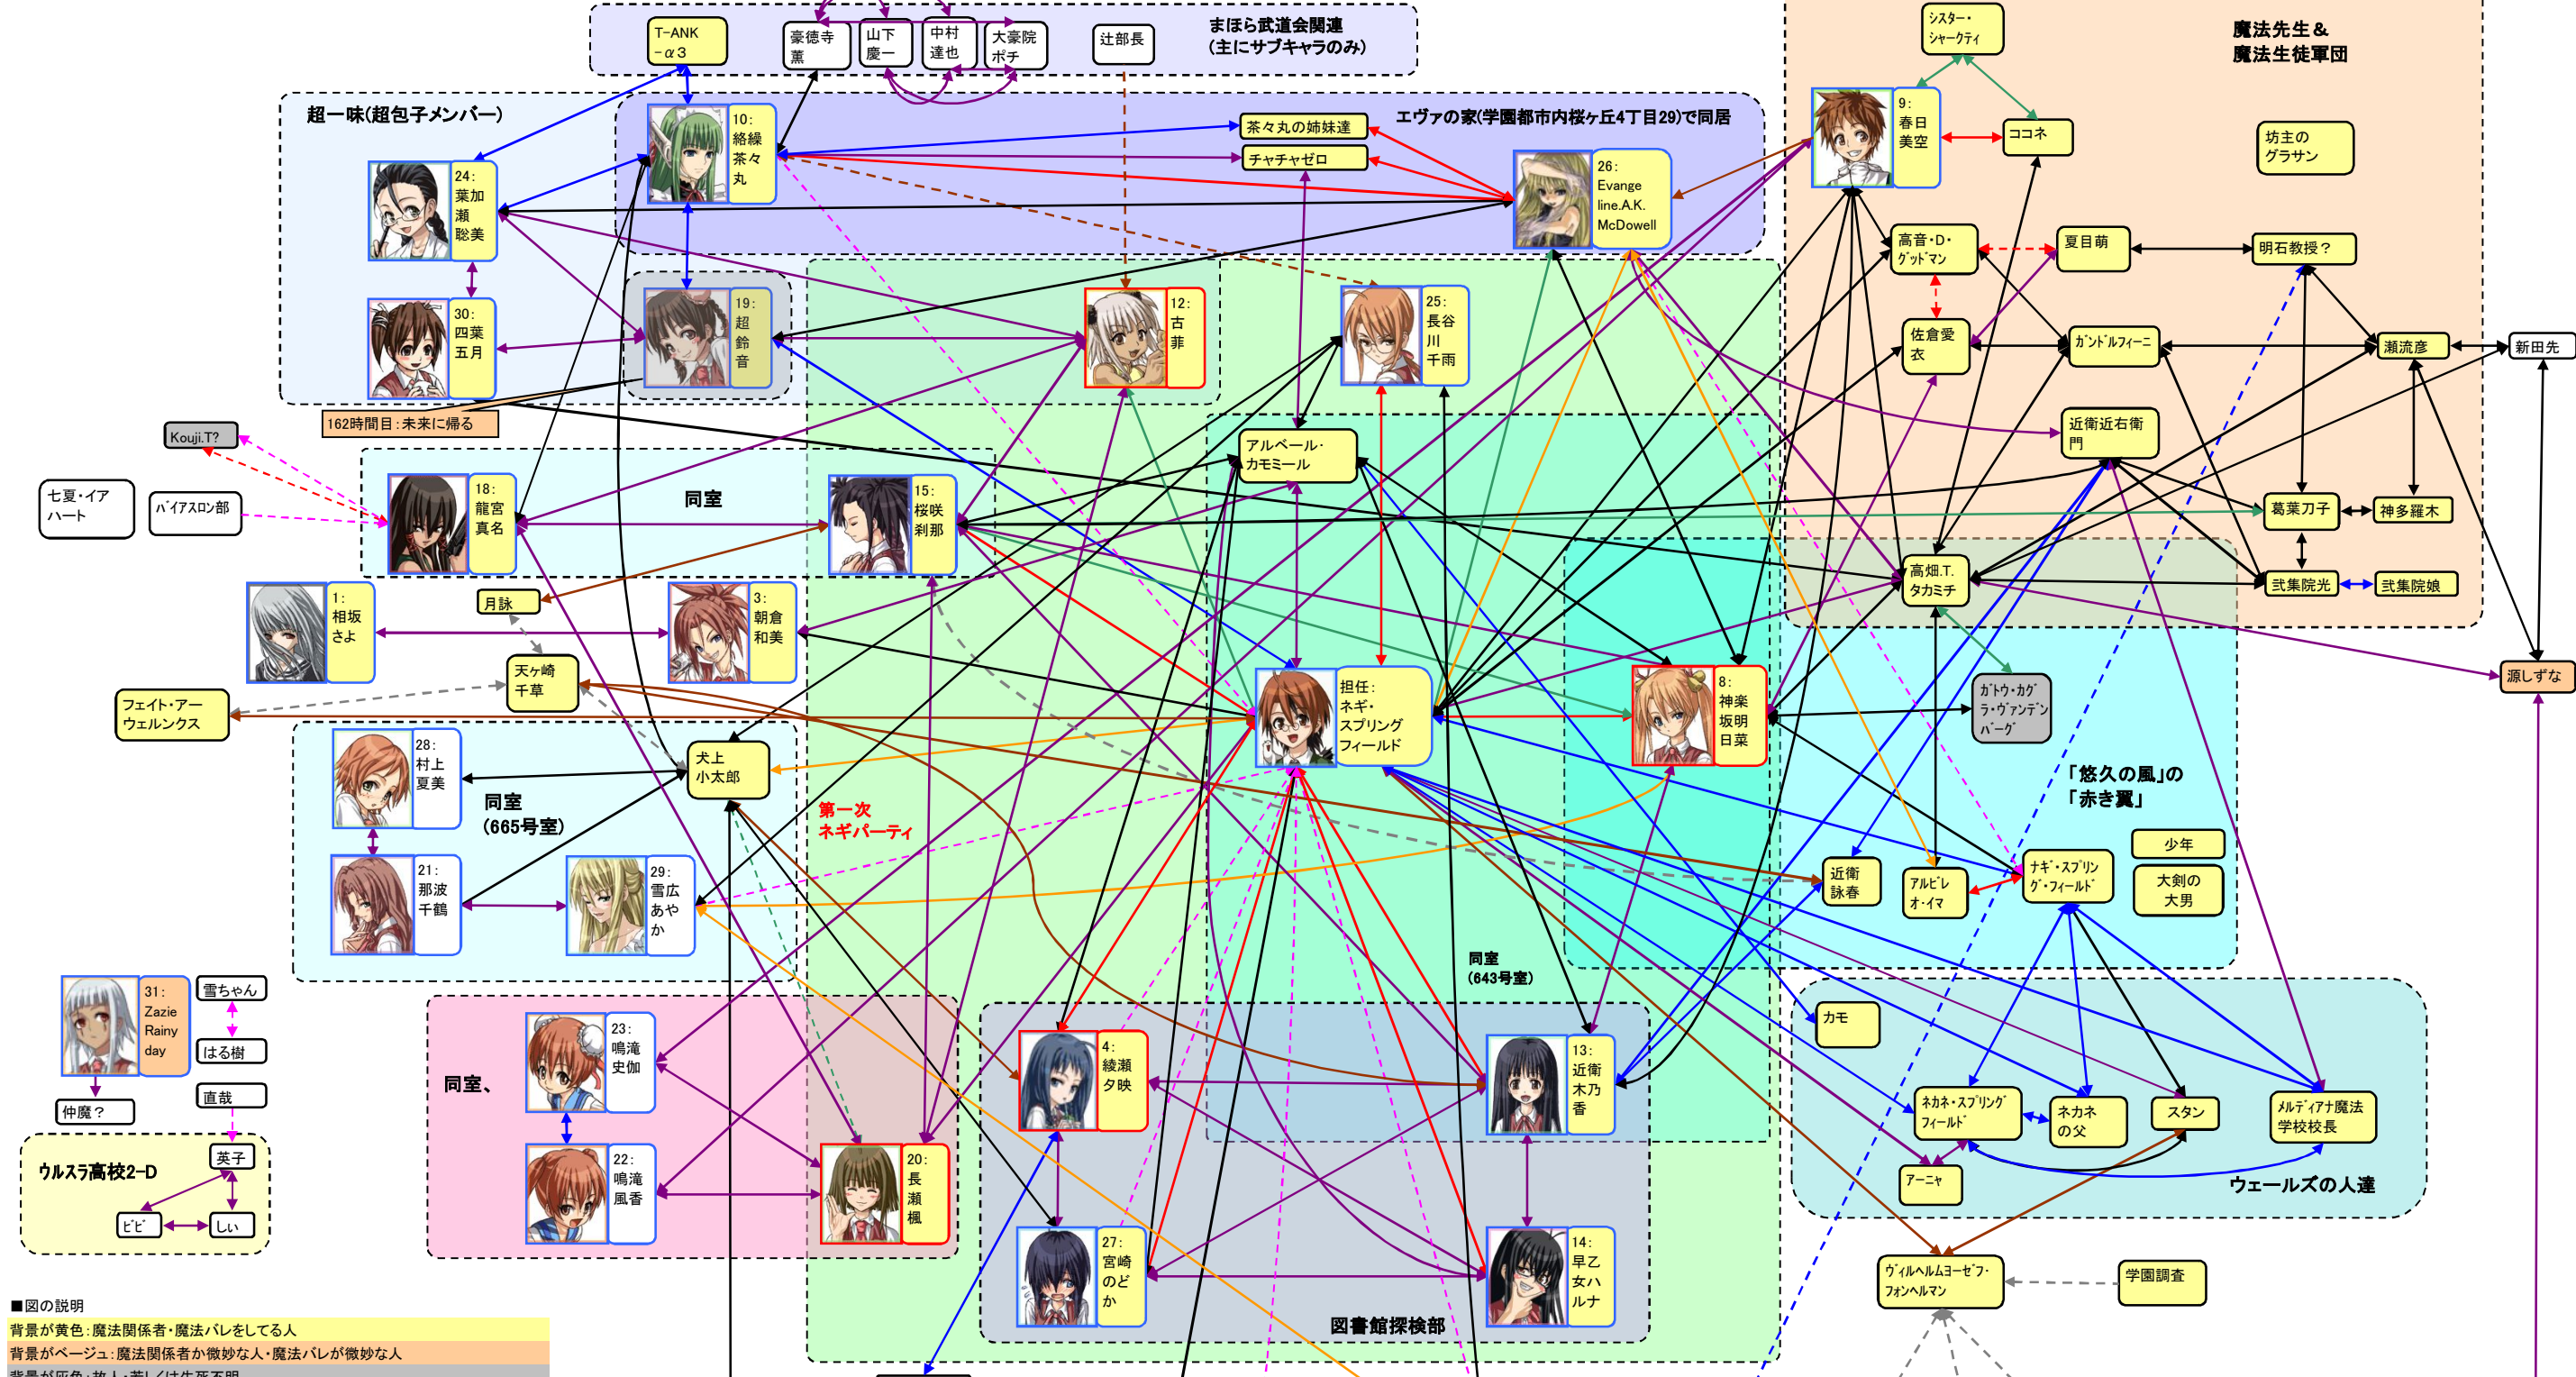 まほら武道会関連
(主にサブキャラのみ)
T-ANK
-α3
豪徳寺
薫
山下
慶一
中村
達也
大豪院
ポチ
辻部長
魔法先生&
魔法生徒軍団
シスター・
シャークティ
9:
春日
美空
ココネ
坊主の
グラサン
高音・D・
グッドマン
夏目萌
明石教授?
佐倉愛
衣
ガンドルフィーニ
瀬流彦
新田先
近衛近右衛
門
葛葉刀子
神多羅木
高畑.T.
タカミチ
弐集院光
弐集院娘
源しずな
超一味(超包子メンバー)
エヴァの家(学園都市内桜ヶ丘4丁目29)で同居
10:
絡繰
茶々
丸
茶々丸の姉妹達
チャチャゼロ
26:
Evange
line.A.K.
McDowell
24:
葉加
瀬
聡美
30:
四葉
五月
19:
超
鈴
音
162時間目:未来に帰る
12:
古
菲
25:
長谷
川
千雨
Kouji.T?
七夏・イア
ハート
バイアスロン部
18:
龍宮
真名
同室
15:
桜咲
刹那
アルベール・
カモミール
1:
相坂
さよ
月詠
3:
朝倉
和美
天ヶ崎
千草
フェイト・アー
ウェルンクス
担任:
ネギ・
スプリング
フィールド
8:
神楽
坂明
日菜
ガトウ・カグ
ラ・ヴァンデン
バーグ
「悠久の風」の
「赤き翼」
少年
大剣の
大男
近衛
詠春
アルビレ
オ・イマ
ナギ・スプリン
グ・フィールド
28:
村上
夏美
同室
(665号室)
犬上
小太郎
21:
那波
千鶴
29:
雪広
あや
か
第一次
ネギパーティ
同室
(643号室)
31:
Zazie
Rainy
day
雪ちゃん
はる樹
仲魔?
直哉
ウルスラ高校2-D
英子
ビビ
しい
同室、
23:
鳴滝
史伽
22:
鳴滝
風香
20:
長
瀬
楓
4:
綾瀬
夕映
13:
近衛
木乃
香
27:
宮崎
のど
か
14:
早乙
女ハ
ルナ
図書館探検部
カモ
ネカネ・スプリング
フィールド
ネカネ
の父
スタン
メルディアナ魔法
学校校長
アーニャ
ウェールズの人達
ヴィルヘルムヨーゼフ・
フォンヘルマン
学園調査
■図の説明
背景が黄色:魔法関係者・魔法バレをしてる人
背景がベージュ:魔法関係者か微妙な人・魔法バレが微妙な人
背景が灰色:故人・若しくは生死不明